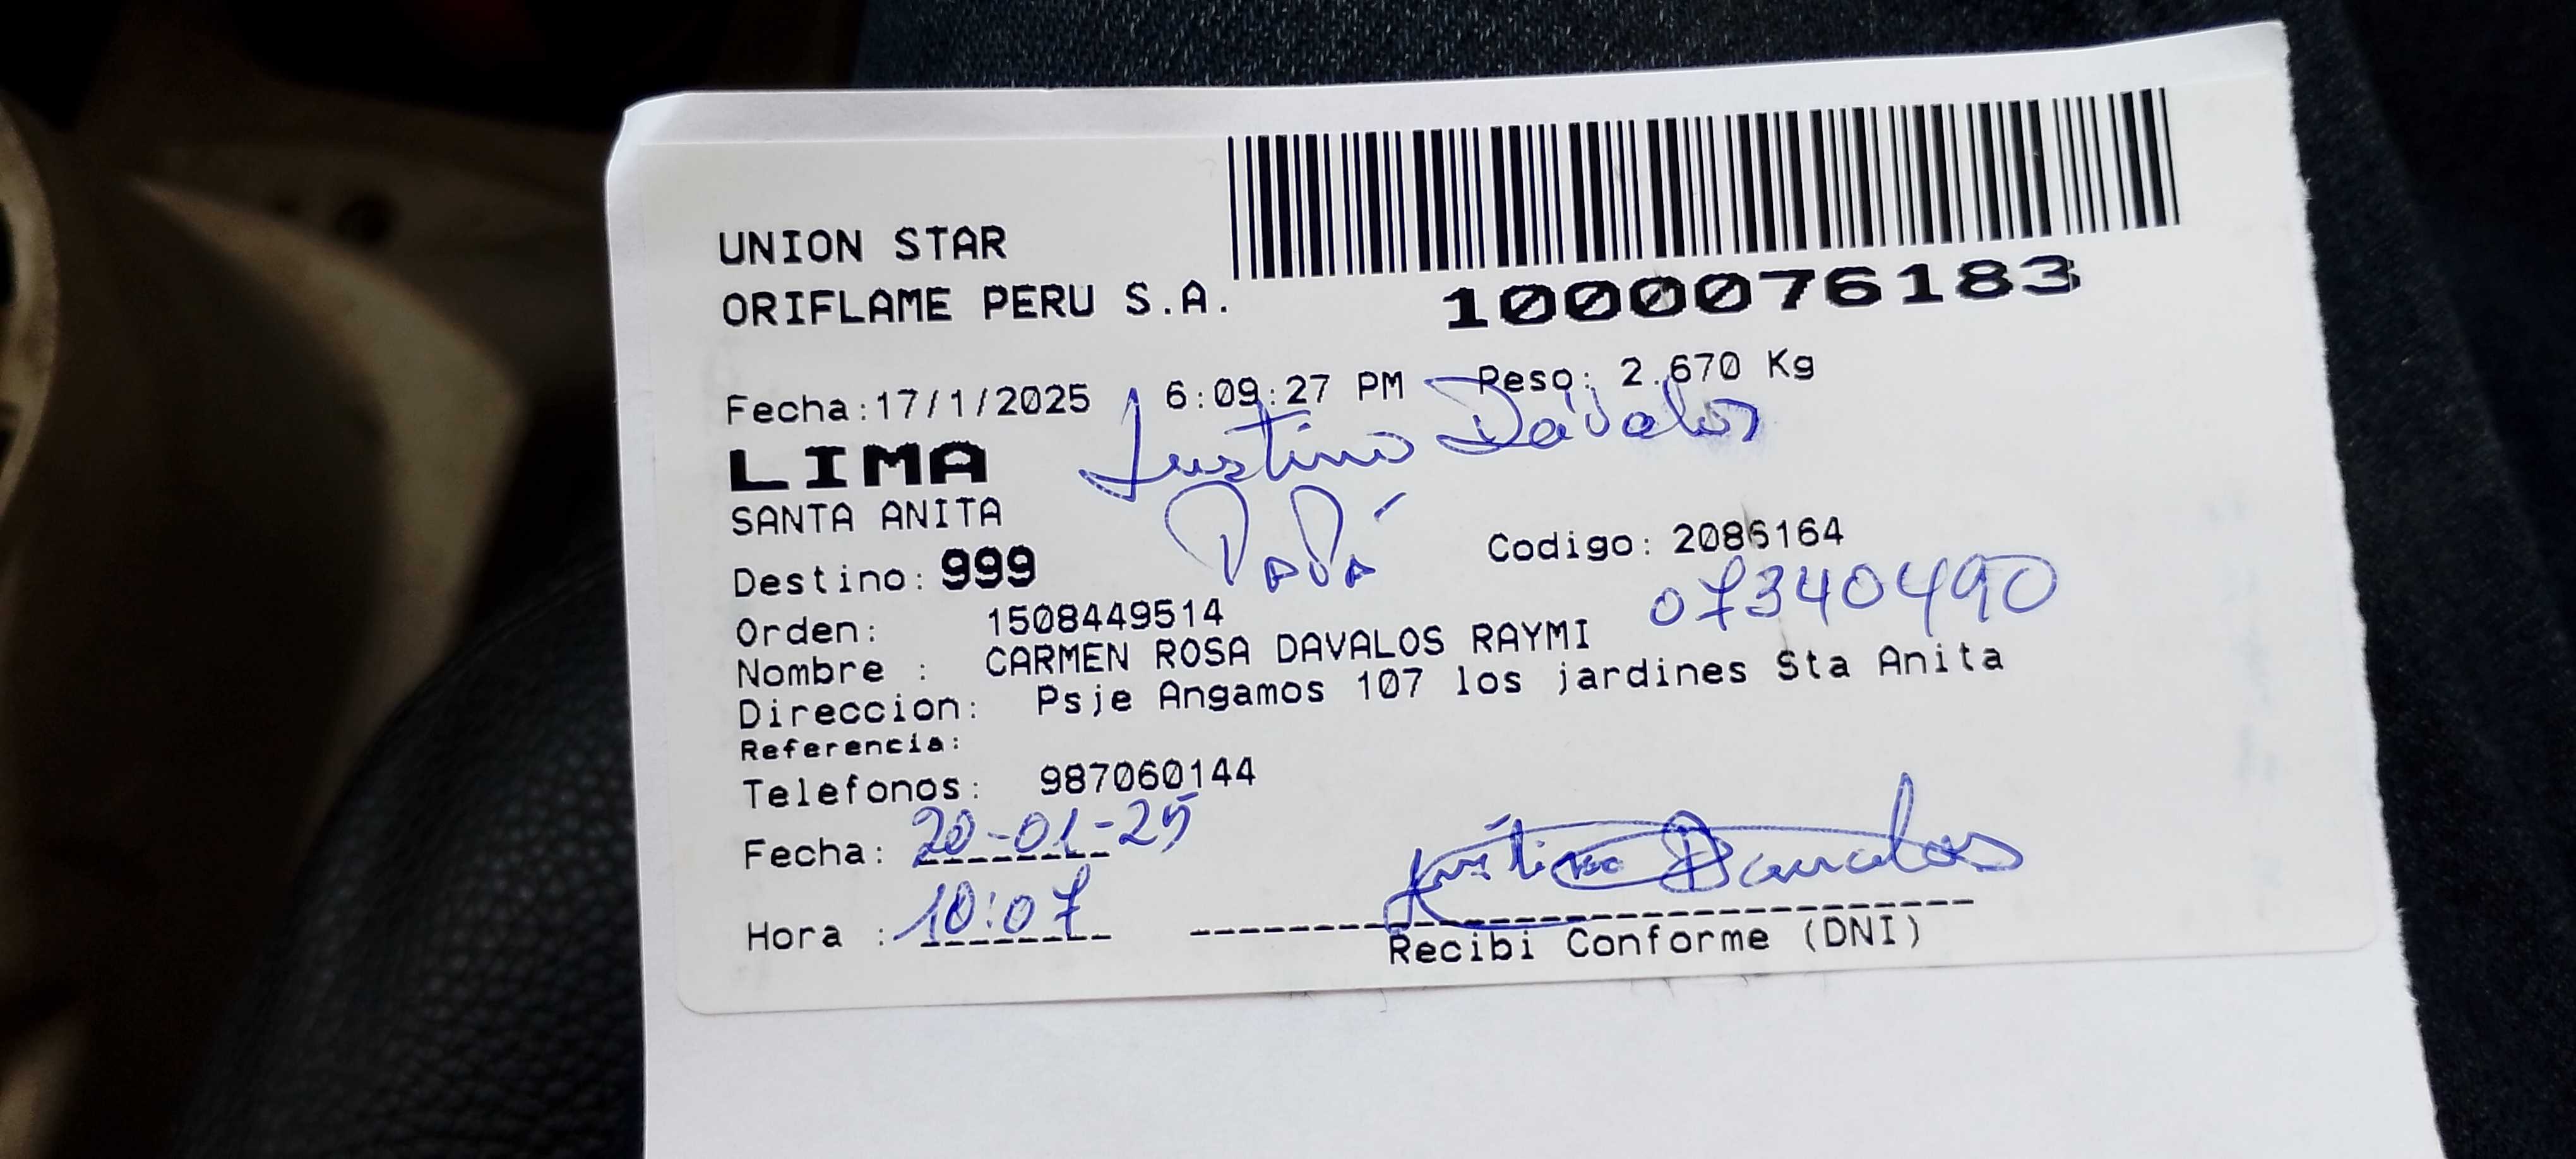 UNION STAR
ORIFLAME PERU S.A.
1000076183
Fecha:17/1/2025 6:09:27 PM Peso: 2.670 Kg
Justino Davalos
LIMA
SANTA ANITA
Papá
Destino: 999
Codigo: 2086164
07340490
Orden: 1508449514
Nombre : CARMEN ROSA DAVALOS RAYMI
Direccion: Psje Angamos 107 los jardines Sta Anita
Referencia:
Telefonos: 987060144
Fecha: 20-01-25
Hora : 10:07
Justino Davalos
Recibi Conforme (DNI)